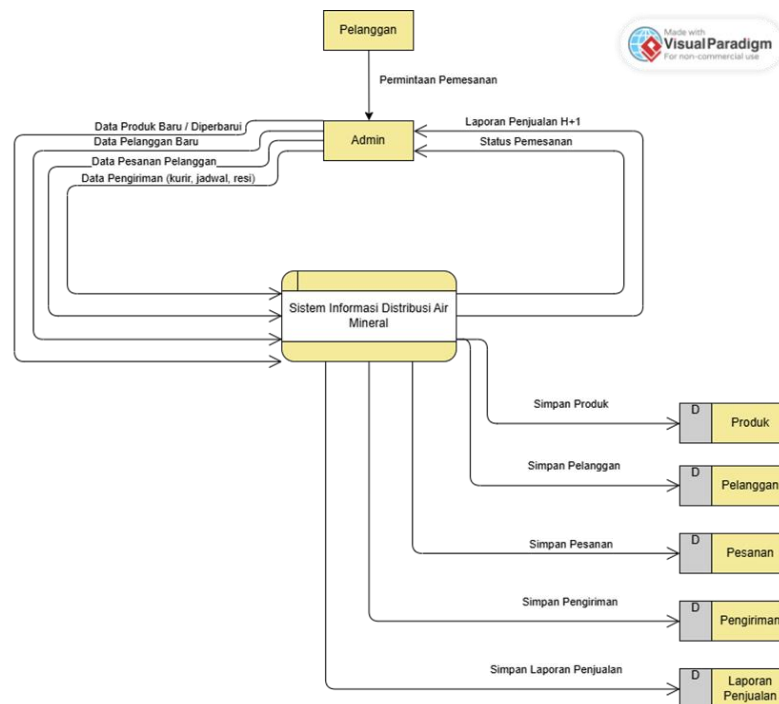 Pelanggan
Made with
VisualParadigm
For non-commercial use
Permintaan Pemesanan
Data Produk Baru / Diperbarui
Laporan Penjualan H+1
Data Pelanggan Baru
Admin
Status Pemesanan
Data Pesanan Pelanggan
Data Pengiriman (kurir, jadwal, resi)
Sistem Informasi Distribusi Air
Mineral
Simpan Produk
D
Produk
Simpan Pelanggan
D
Pelanggan
Simpan Pesanan
D
Pesanan
Simpan Pengiriman
D
Pengiriman
Simpan Laporan Penjualan
D
Laporan
Penjualan